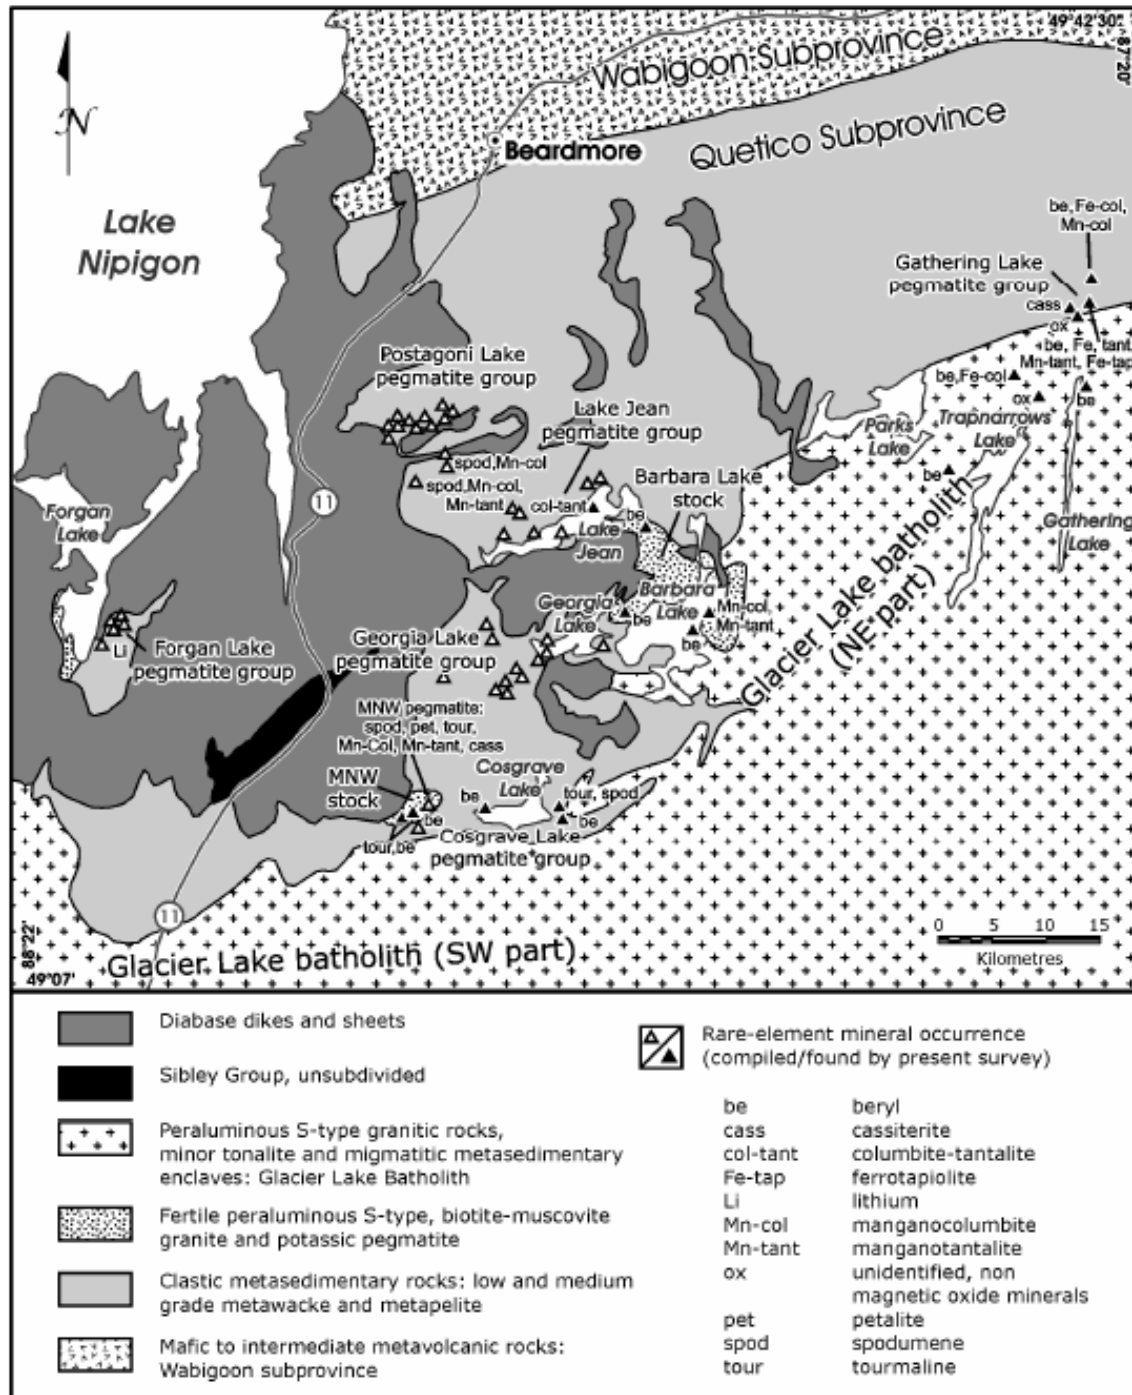 49°42'30"
87°20'
N
Wabigoon Subprovince
Beardmore
Quetico Subprovince
Lake
Nipigon
be, Fe-col,
Mn-col
Gathering Lake
pegmatite group
cass
ox
be, Fe, tant,
Mn-tant, Fe-tap
be, Fe-col
be
ox
Postagoni Lake
pegmatite group
Lake Jean
pegmatite group
Parks
Lake
Trapnarrows
Lake
be
spod, Mn-col
spod, Mn-col,
Mn-tant
col-tant
Barbara Lake
stock
be
Lake
Jean
11
Forgan
Lake
Gathering
Lake
Glacier Lake batholith
(NE part)
Georgia
Lake
be
Barbara
Lake
be
Mn-col,
Mn-tant
Li
Forgan Lake
pegmatite group
Georgia Lake
pegmatite group
MNW pegmatite:
spod, pet, tour,
Mn-Col, Mn-tant, cass
MNW
stock
be
tour, be
Cosgrave
Lake
be
tour, spod
be
Cosgrave Lake
pegmatite group
11
88°22'
49°07'
Glacier Lake batholith (SW part)
0 5 10 15
Kilometres
Diabase dikes and sheets
Sibley Group, unsubdivided
Peraluminous S-type granitic rocks,
minor tonalite and migmatitic metasedimentary
enclaves: Glacier Lake Batholith
Fertile peraluminous S-type, biotite-muscovite
granite and potassic pegmatite
Clastic metasedimentary rocks: low and medium
grade metawacke and metapelite
Mafic to intermediate metavolcanic rocks:
Wabigoon subprovince
Rare-element mineral occurrence
(compiled/found by present survey)
be beryl
cass cassiterite
col-tant columbite-tantalite
Fe-tap ferrotapiolite
Li lithium
Mn-col manganocolumbite
Mn-tant manganotantalite
ox unidentified, non
magnetic oxide minerals
pet petalite
spod spodumene
tour tourmaline